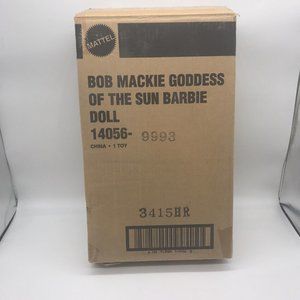 MATTEL
BOB MACKIE GODDESS
OF THE SUN BARBIE
DOLL
14056- 9993
CHINA • 1 TOY
3415HR